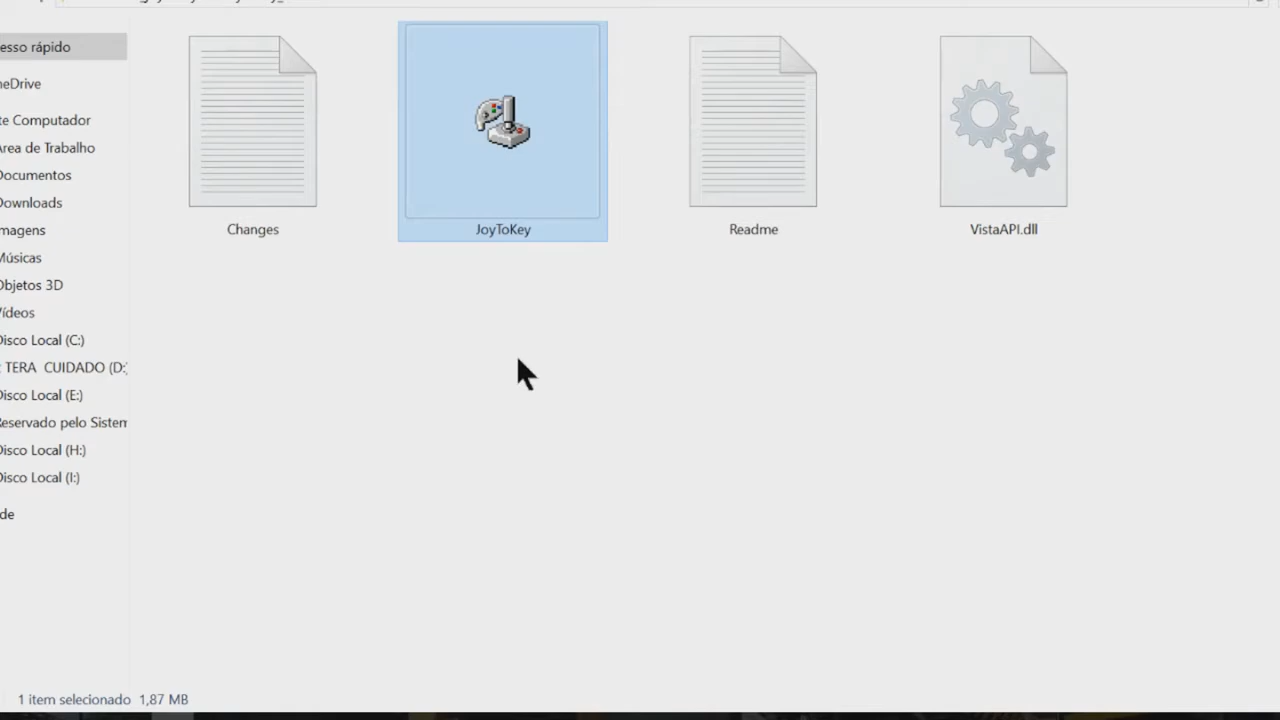 esso rápido
neDrive
te Computador
Área de Trabalho
Documentos
Downloads
magens
Músicas
Objetos 3D
Vídeos
Disco Local (C:)
TERA CUIDADO (D:)
Disco Local (E:)
Reservado pelo Sistem
Disco Local (H:)
Disco Local (I:)
de
Changes
JoyToKey
Readme
VistaAPI.dll
1 item selecionado 1,87 MB